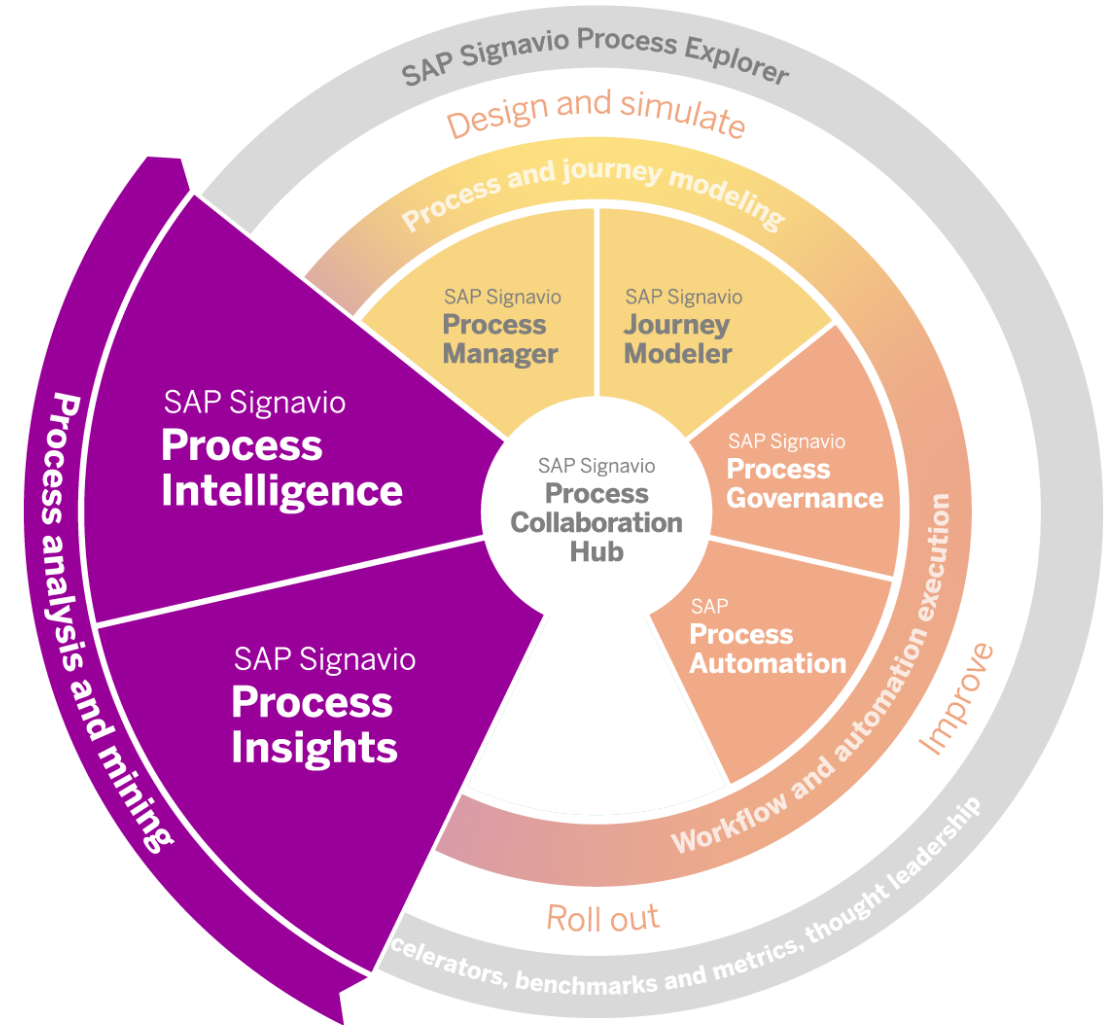 SAP Signavio Process Explorer
Design and simulate
Process and journey modeling
SAP Signavio
Process
Manager
SAP Signavio
Journey
Modeler
SAP Signavio
Process
Intelligence
SAP Signavio
Process
Collaboration
Hub
SAP Signavio
Process
Governance
SAP
Process
Automation
SAP Signavio
Process
Insights
Process analysis and mining
Workflow and automation execution
Improve
Roll out
celerators, benchmarks and metrics, thought leadership